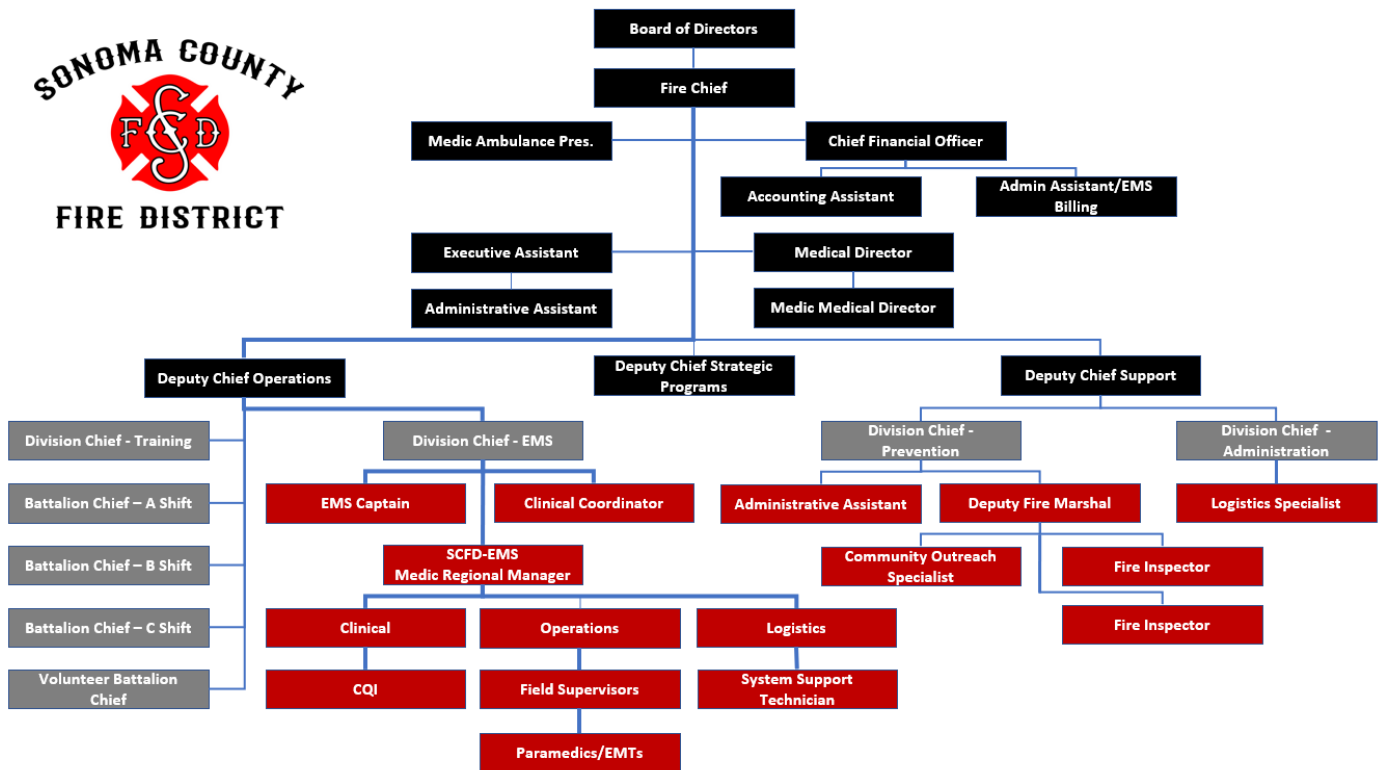 SONOMA COUNTY
F S C D
FIRE DISTRICT
Board of Directors
Fire Chief
Medic Ambulance Pres.
Chief Financial Officer
Accounting Assistant
Admin Assistant/EMS
Billing
Executive Assistant
Medical Director
Administrative Assistant
Medic Medical Director
Deputy Chief Operations
Deputy Chief Strategic
Programs
Deputy Chief Support
Division Chief - Training
Division Chief - EMS
Division Chief -
Prevention
Division Chief -
Administration
Battalion Chief – A Shift
EMS Captain
Clinical Coordinator
Administrative Assistant
Deputy Fire Marshal
Logistics Specialist
Battalion Chief – B Shift
SCFD-EMS
Medic Regional Manager
Community Outreach
Specialist
Fire Inspector
Battalion Chief – C Shift
Clinical
Operations
Logistics
Fire Inspector
Volunteer Battalion
Chief
CQI
Field Supervisors
System Support
Technician
Paramedics/EMTs